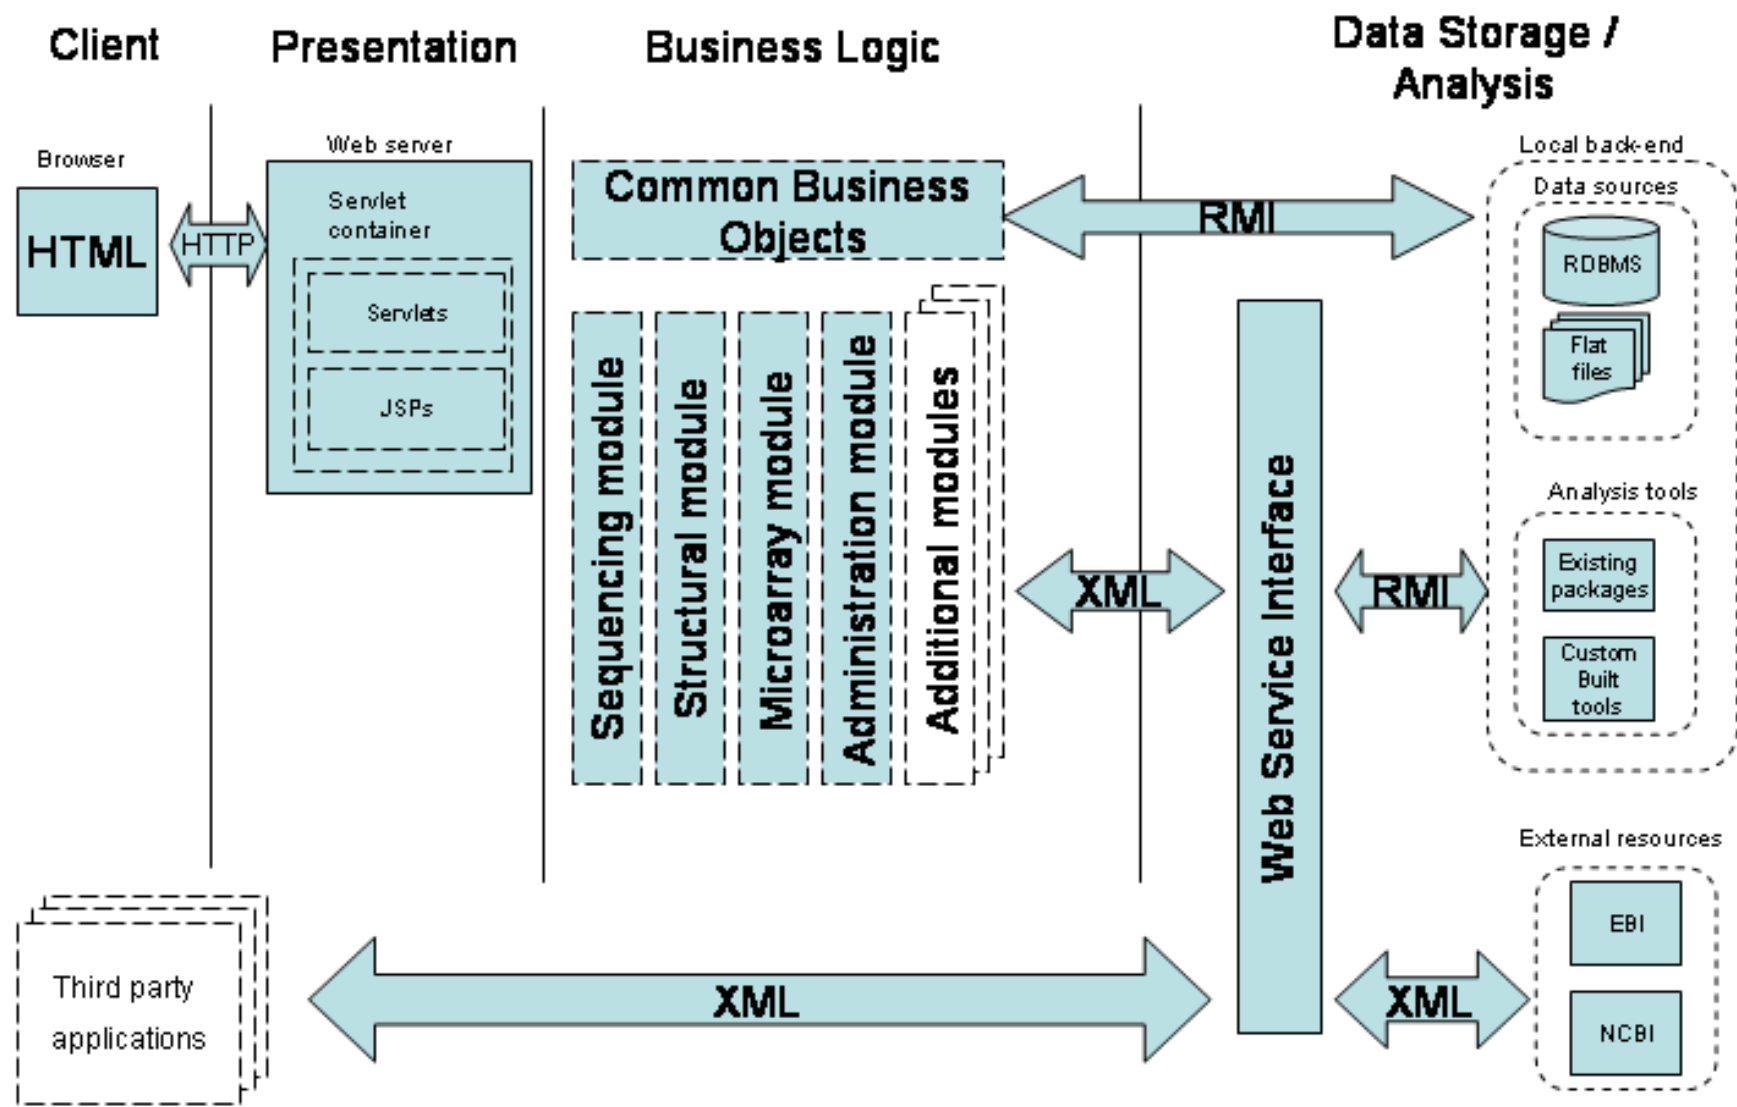 Client
Presentation
Business Logic
Data Storage /
Analysis
Browser
HTML
HTTP
Web server
Servlet
container
Servlets
JSPs
Common Business
Objects
RMI
Sequencing module
Structural module
Microarray module
Administration module
Additional modules
XML
Web Service Interface
RMI
Local back-end
Data sources
RDBMS
Flat
files
Analysis tools
Existing
packages
Custom
Built
tools
External resources
EBI
NCBI
XML
Third party
applications
XML